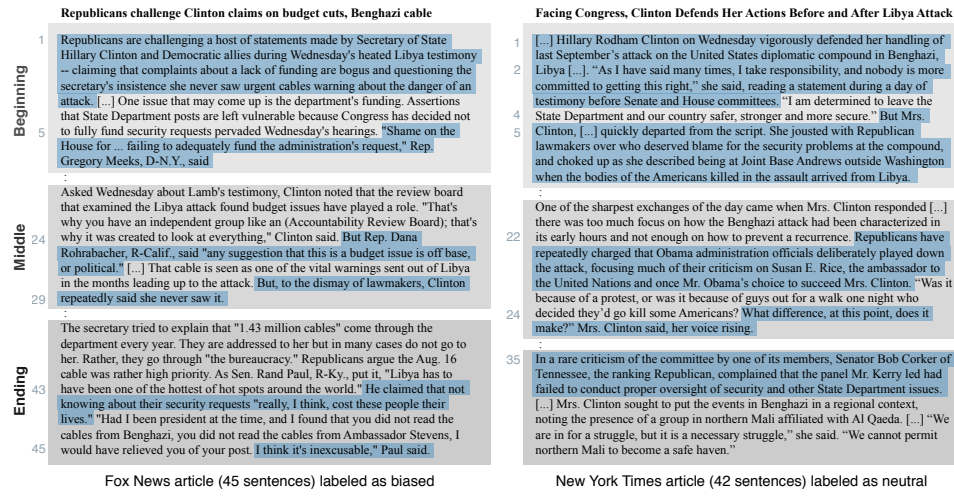 Republicans challenge Clinton claims on budget cuts, Benghazi cable
Beginning
1
Republicans are challenging a host of statements made by Secretary of State
Hillary Clinton and Democratic allies during Wednesday's heated Libya testimony
-- claiming that complaints about a lack of funding are bogus and questioning the
secretary's insistence she never saw urgent cables warning about the danger of an
attack. [...] One issue that may come up is the department's funding. Assertions
that State Department posts are left vulnerable because Congress has decided not
5
to fully fund security requests pervaded Wednesday's hearings. "Shame on the
House for ... failing to adequately fund the administration's request," Rep.
Gregory Meeks, D-N.Y., said
:
Middle
Asked Wednesday about Lamb's testimony, Clinton noted that the review board
that examined the Libya attack found budget issues have played a role. "That's
why you have an independent group like an (Accountability Review Board); that's
24
why it was created to look at everything," Clinton said. But Rep. Dana
Rohrabacher, R-Calif., said "any suggestion that this is a budget issue is off base,
or political." [...] That cable is seen as one of the vital warnings sent out of Libya
in the months leading up to the attack. But, to the dismay of lawmakers, Clinton
29
repeatedly said she never saw it.
:
Ending
The secretary tried to explain that "1.43 million cables" come through the
department every year. They are addressed to her but in many cases do not go to
her. Rather, they go through "the bureaucracy." Republicans argue the Aug. 16
cable was rather high priority. As Sen. Rand Paul, R-Ky., put it, "Libya has to
43
have been one of the hottest of hot spots around the world." He claimed that not
knowing about their security requests "really, I think, cost these people their
lives." "Had I been president at the time, and I found that you did not read the
cables from Benghazi, you did not read the cables from Ambassador Stevens, I
45
would have relieved you of your post. I think it's inexcusable," Paul said.
Fox News article (45 sentences) labeled as biased
Facing Congress, Clinton Defends Her Actions Before and After Libya Attack
1
[...] Hillary Rodham Clinton on Wednesday vigorously defended her handling of
last September's attack on the United States diplomatic compound in Benghazi,
2
Libya [...]. “As I have said many times, I take responsibility, and nobody is more
committed to getting this right,” she said, reading a statement during a day of
testimony before Senate and House committees. “I am determined to leave the
4
State Department and our country safer, stronger and more secure.” But Mrs.
5
Clinton, [...] quickly departed from the script. She jousted with Republican
lawmakers over who deserved blame for the security problems at the compound,
and choked up as she described being at Joint Base Andrews outside Washington
when the bodies of the Americans killed in the assault arrived from Libya.
:
One of the sharpest exchanges of the day came when Mrs. Clinton responded [...]
there was too much focus on how the Benghazi attack had been characterized in
22
its early hours and not enough on how to prevent a recurrence. Republicans have
repeatedly charged that Obama administration officials deliberately played down
the attack, focusing much of their criticism on Susan E. Rice, the ambassador to
the United Nations and once Mr. Obama’s choice to succeed Mrs. Clinton. “Was it
because of a protest, or was it because of guys out for a walk one night who
24
decided they’d go kill some Americans? What difference, at this point, does it
make?” Mrs. Clinton said, her voice rising.
:
35
In a rare criticism of the committee by one of its members, Senator Bob Corker of
Tennessee, the ranking Republican, complained that the panel Mr. Kerry led had
failed to conduct proper oversight of security and other State Department issues.
[...] Mrs. Clinton sought to put the events in Benghazi in a regional context,
noting the presence of a group in northern Mali affiliated with Al Qaeda. [...] “We
are in for a struggle, but it is a necessary struggle,” she said. “We cannot permit
northern Mali to become a safe haven.”
New York Times article (42 sentences) labeled as neutral